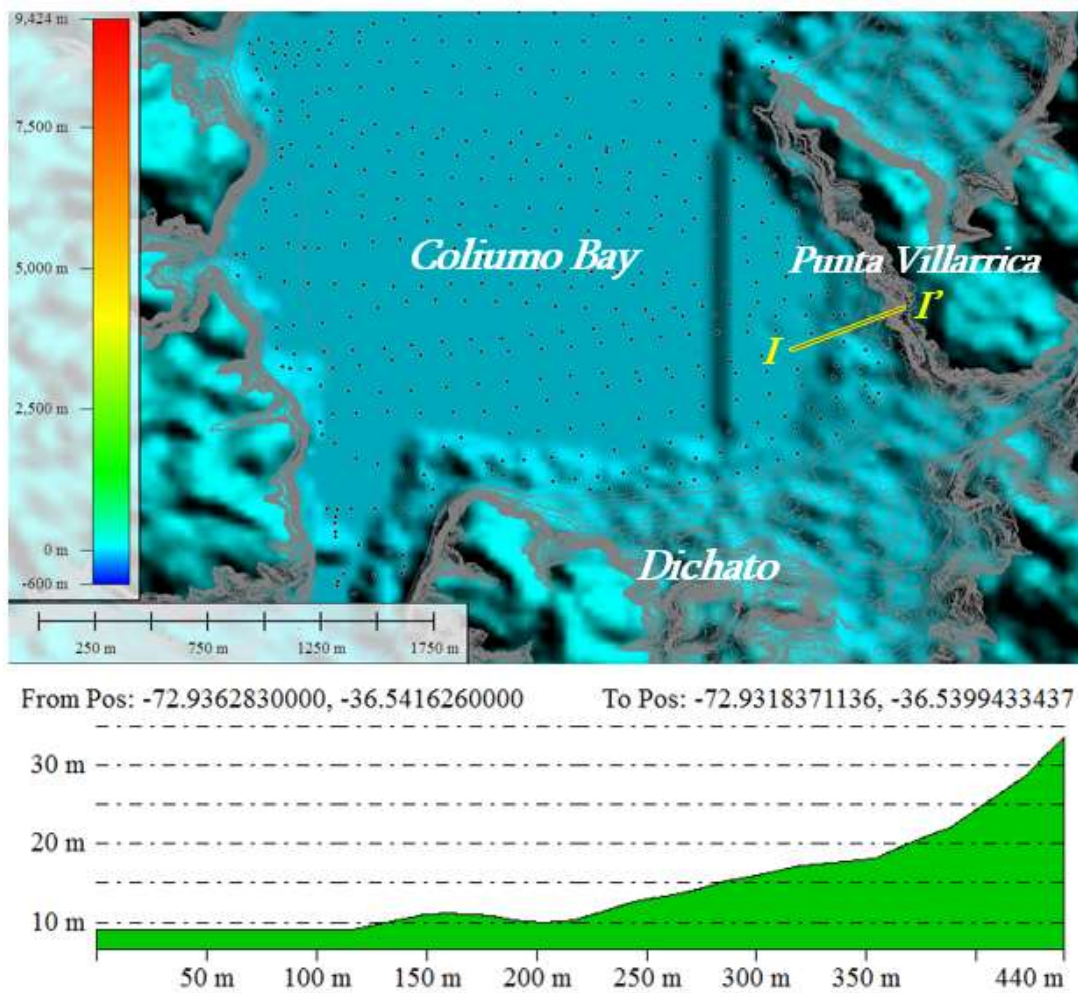 9,424 m
7,500 m
5,000 m
2,500 m
0 m
-600 m
Coliumo Bay
Punta Villarrica
I
I’
Dichato
250 m 750 m 1250 m 1750 m
From Pos: -72.9362830000, -36.5416260000 To Pos: -72.9318371136, -36.5399433437
30 m
20 m
10 m
50 m 100 m 150 m 200 m 250 m 300 m 350 m 440 m